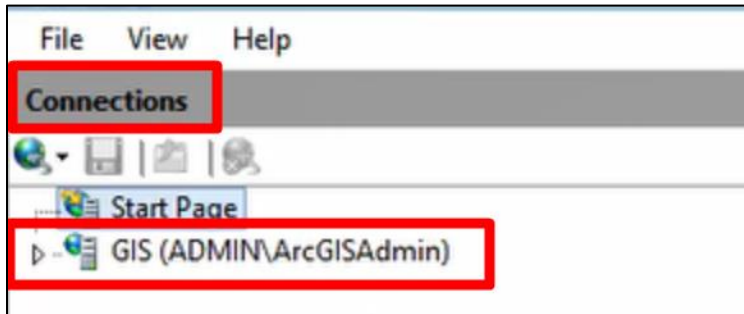 File View Help
Connections
Start Page
GIS (ADMIN\ArcGISAdmin)